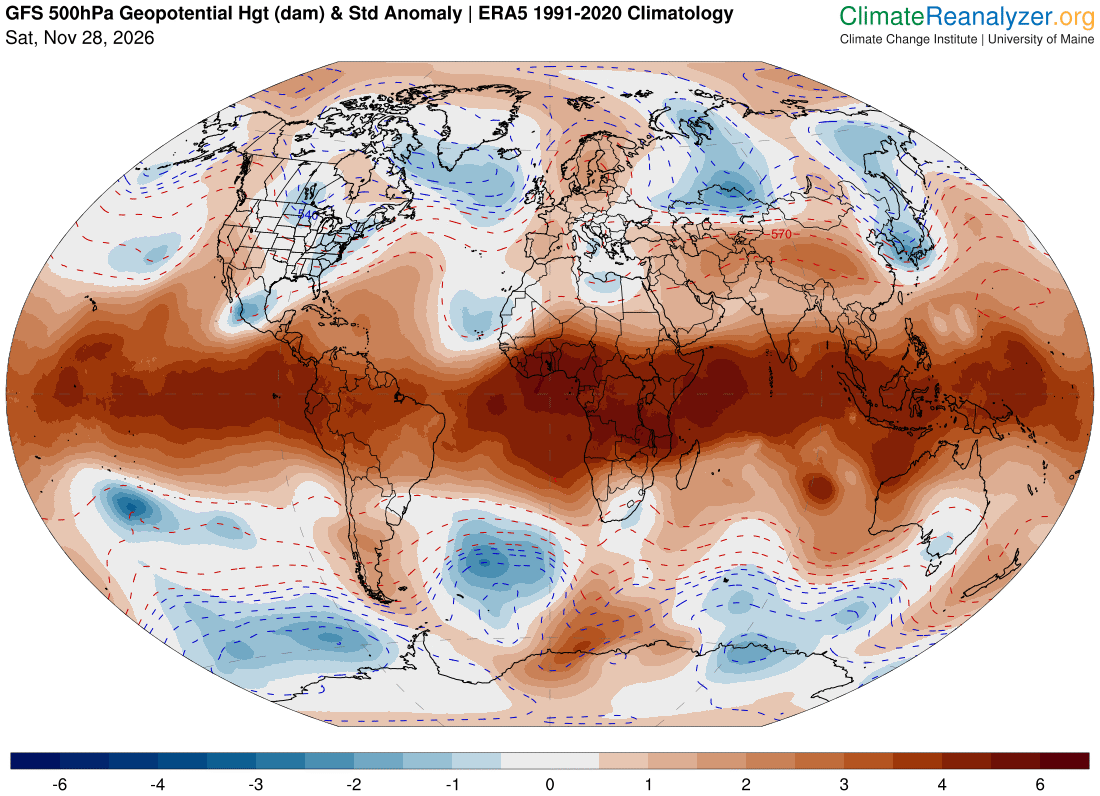 GFS 500hPa Geopotential Hgt (dam) & Std Anomaly | ERA5 1991-2020 Climatology
Sat, Nov 28, 2026
ClimateReanalyzer.org
Climate Change Institute | University of Maine
540
570
-6 -4 -3 -2 -1 0 1 2 3 4 6